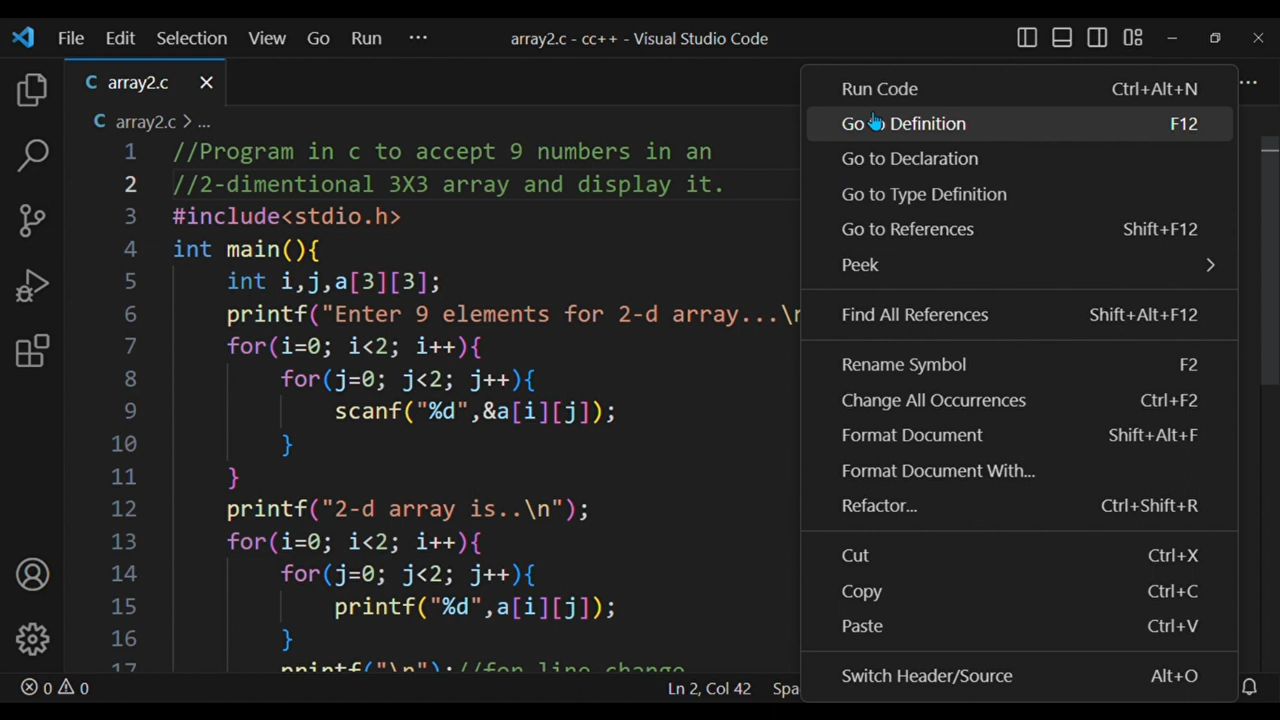 File Edit Selection View Go Run ··· array2.c - cc++ - Visual Studio Code
C array2.c ×
C array2.c > ...
1 //Program in c to accept 9 numbers in an
2 //2-dimentional 3X3 array and display it.
3 #include<stdio.h>
4 int main(){
5 int i,j,a[3][3];
6 printf("Enter 9 elements for 2-d array...\n
7 for(i=0; i<2; i++){
8 for(j=0; j<2; j++){
9 scanf("%d",&a[i][j]);
10 }
11 }
12 printf("2-d array is..\n");
13 for(i=0; i<2; i++){
14 for(j=0; j<2; j++){
15 printf("%d",a[i][j]);
16 }
17 printf("\n");//for line change
Run Code Ctrl+Alt+N
Go to Definition F12
Go to Declaration
Go to Type Definition
Go to References Shift+F12
Peek >
Find All References Shift+Alt+F12
Rename Symbol F2
Change All Occurrences Ctrl+F2
Format Document Shift+Alt+F
Format Document With...
Refactor... Ctrl+Shift+R
Cut Ctrl+X
Copy Ctrl+C
Paste Ctrl+V
Switch Header/Source Alt+O
0 0 Ln 2, Col 42 Spa